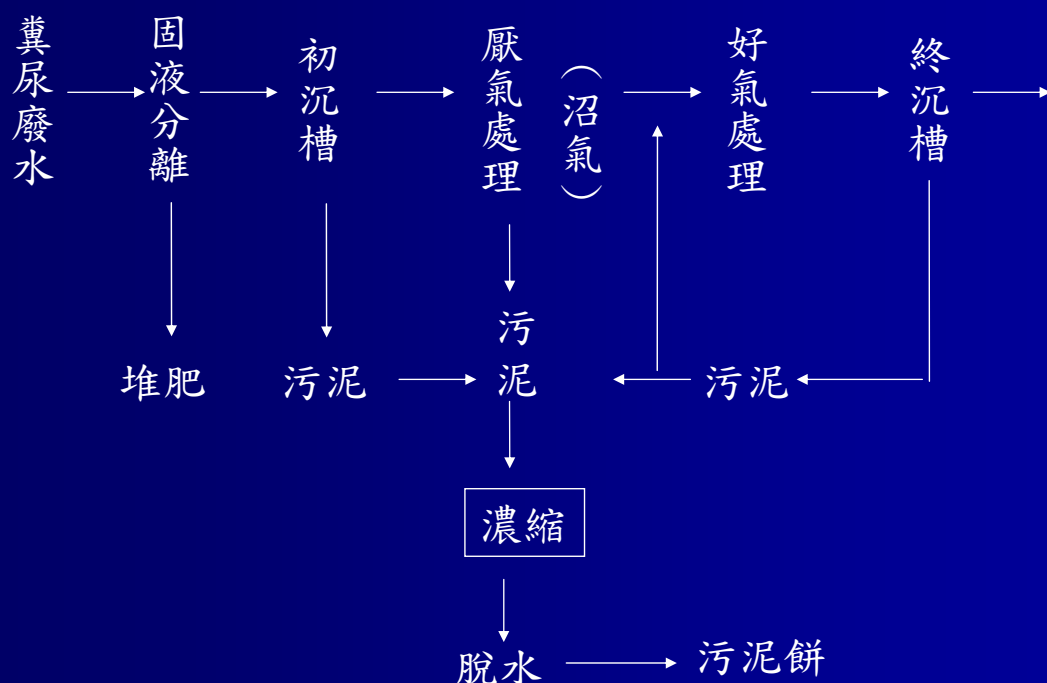 糞尿廢水
固液分離
初沉槽
厭氣處理
（沼氣）
好氣處理
終沉槽
堆肥
污泥
污泥
污泥
濃縮
脫水
污泥餅